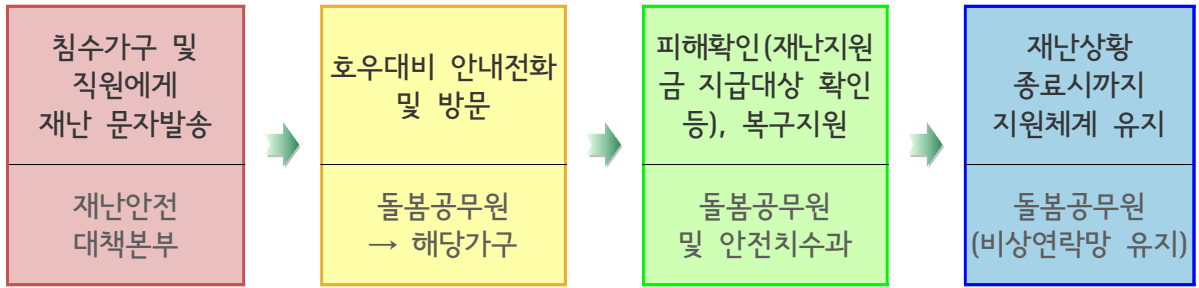 침수가구 및
직원에게
재난 문자발송
재난안전
대책본부
호우대비 안내전화
및 방문
돌봄공무원
→ 해당가구
피해확인(재난지원
금 지급대상 확인
등), 복구지원
돌봄공무원
및 안전치수과
재난상황
종료시까지
지원체계 유지
돌봄공무원
(비상연락망 유지)